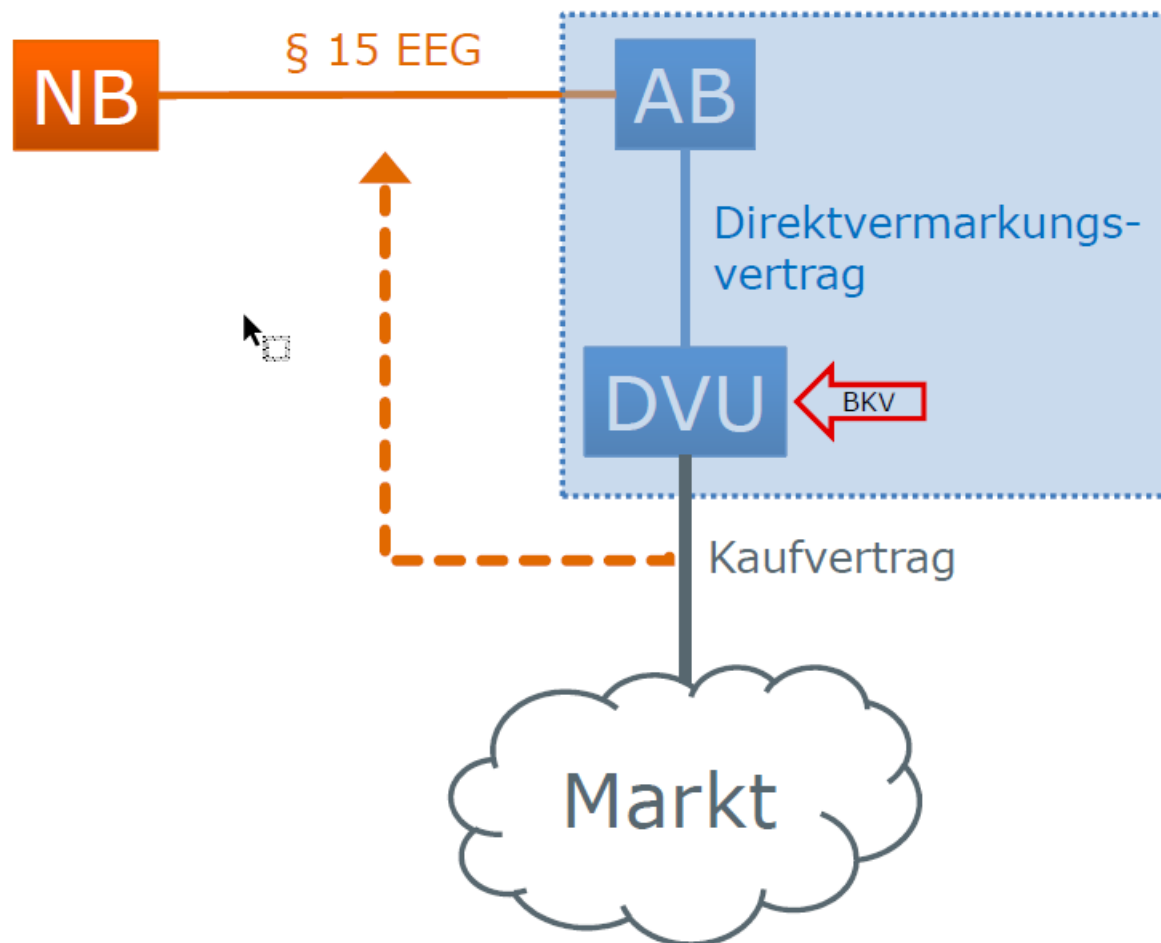 § 15 EEG
NB
AB
Direktvermarkungs-
vertrag
DVU
BKV
Kaufvertrag
Markt